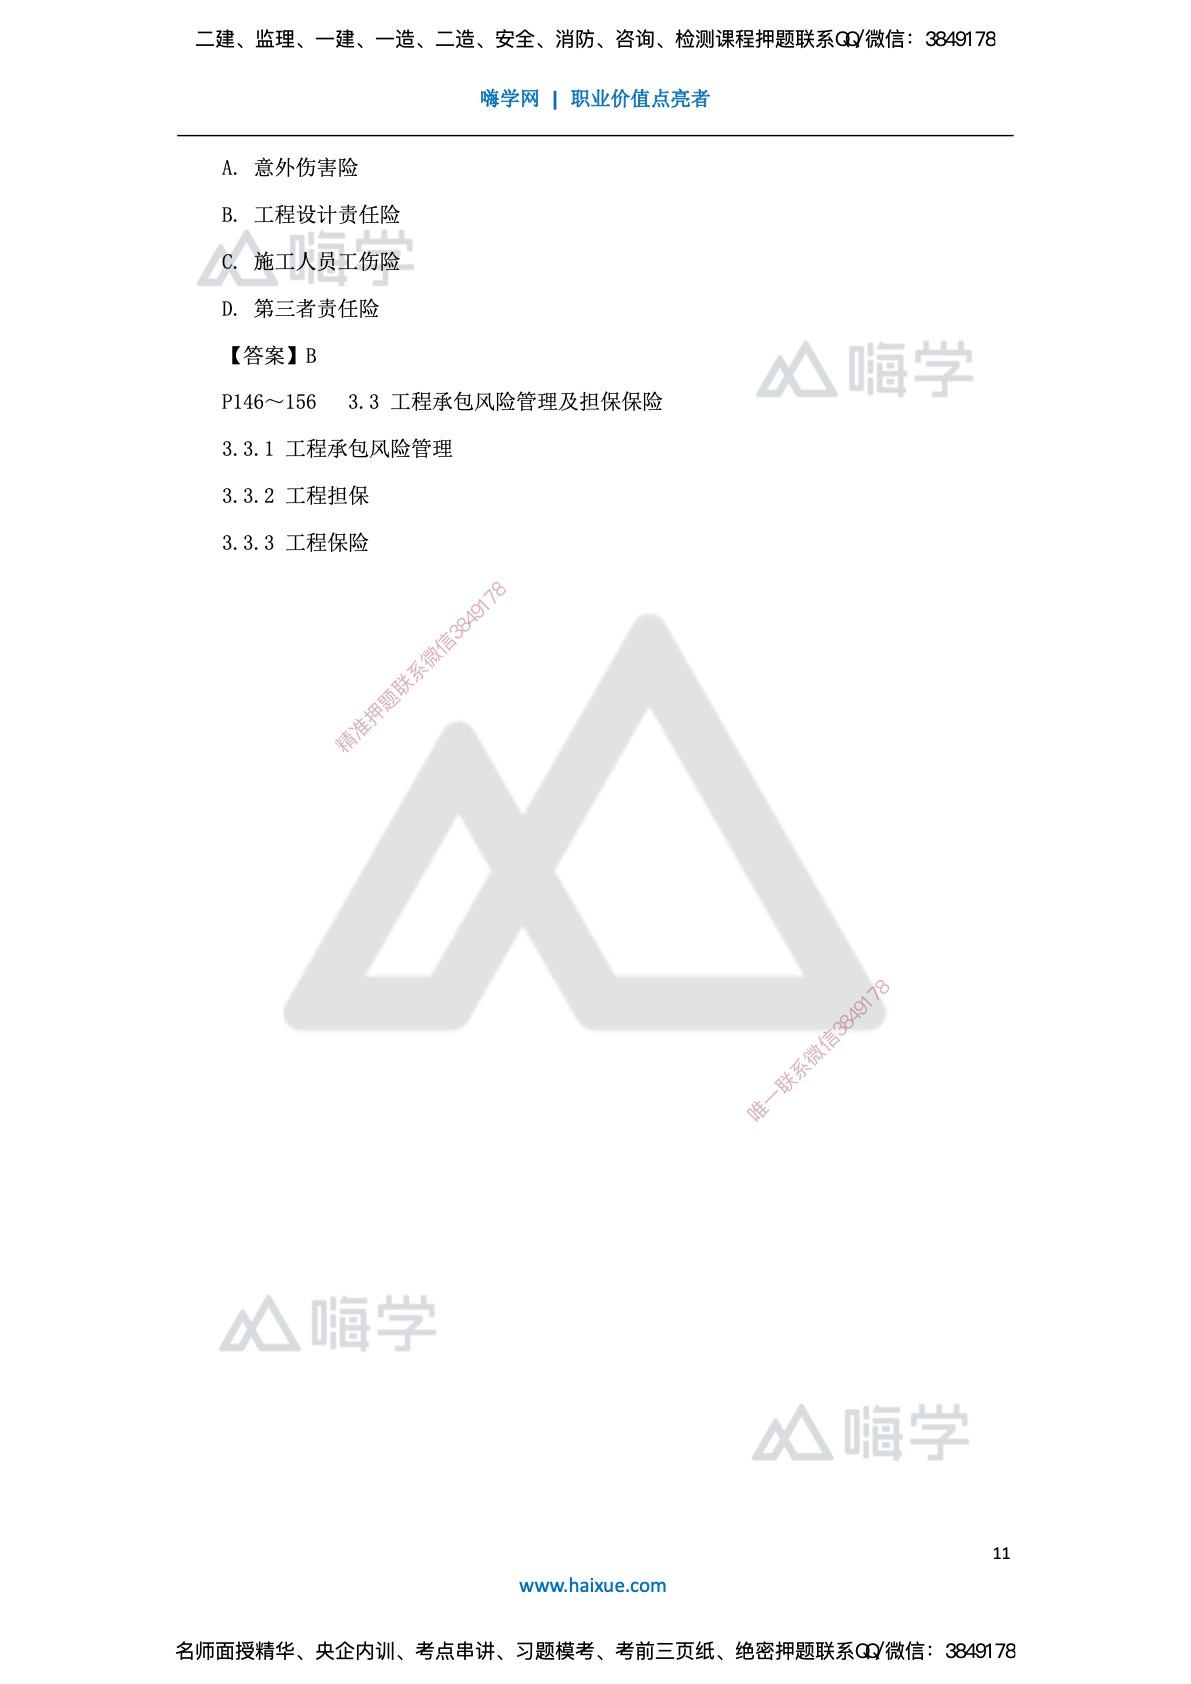 二建、监理、一建、一造、二造、安全、消防、咨询、检测课程押题联系QQ/微信：3849178
嗨学网 | 职业价值点亮者
A. 意外伤害险
B. 工程设计责任险
嗨学
C. 施工人员工伤险
D. 第三者责任险
【答案】B
嗨学
P146～156 3.3 工程承包风险管理及担保保险
3.3.1 工程承包风险管理
3.3.2 工程担保
3.3.3 工程保险
精准押题联系微信3849178
唯一联系微信3849178
嗨学
嗨学
11
www.haixue.com
名师面授精华、央企内训、考点串讲、习题模考、考前三页纸、绝密押题联系QQ/微信：3849178